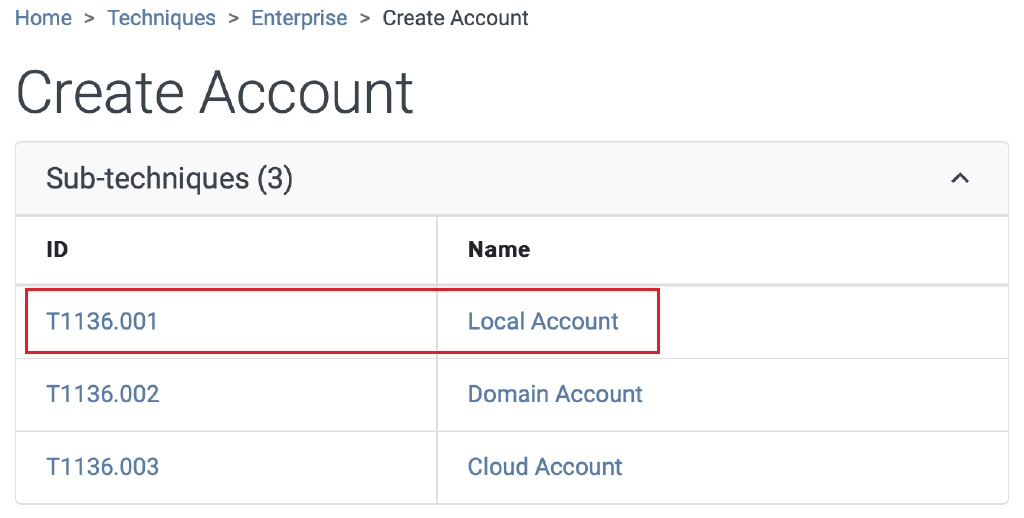 Home > Techniques > Enterprise > Create Account
Create Account
Sub-techniques (3)
ID Name
T1136.001 Local Account
T1136.002 Domain Account
T1136.003 Cloud Account